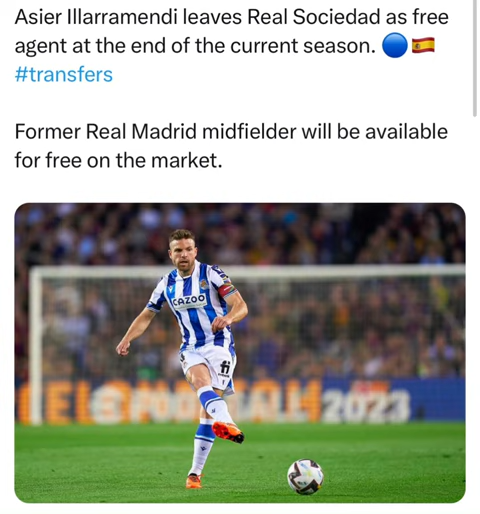 Asier Illarramendi leaves Real Sociedad as free
agent at the end of the current season. 🔵🇪🇸
#transfers
Former Real Madrid midfielder will be available
for free on the market.
CAZOO
2023